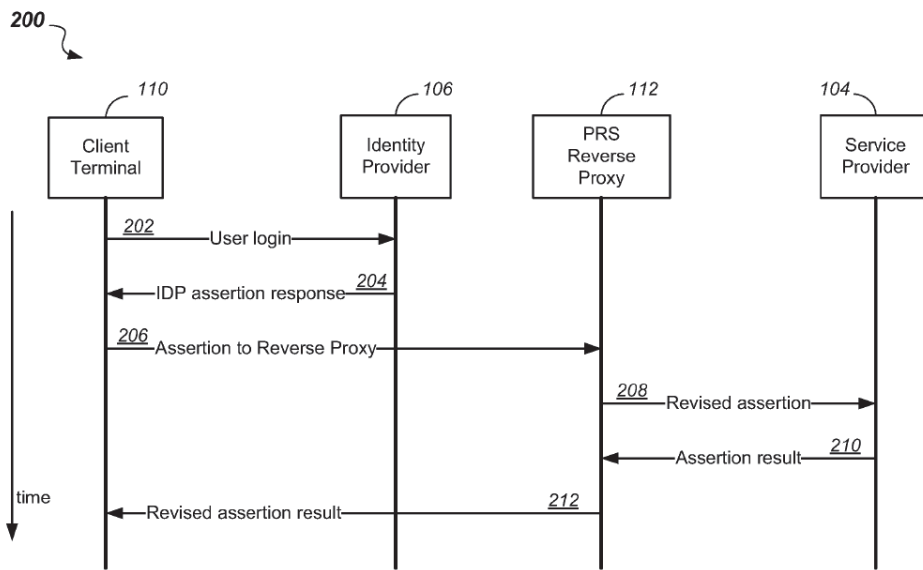 200
110
106
112
104
Client
Terminal
Identity
Provider
PRS
Reverse
Proxy
Service
Provider
202
User login
204
IDP assertion response
206
Assertion to Reverse Proxy
208
Revised assertion
210
Assertion result
time
212
Revised assertion result